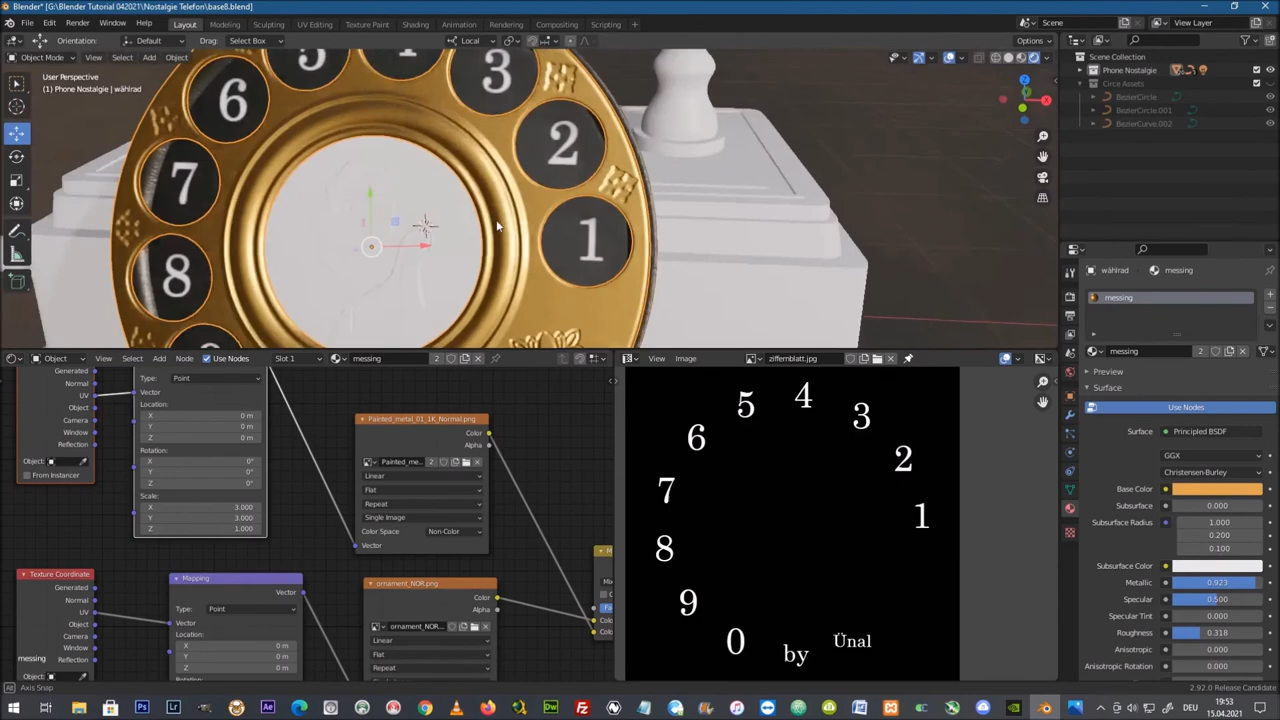 Blender* [G:\Blender Tutorial 042021\Nostalgie Telefon\base8.blend]
File Edit Render Window Help Layout Modeling Sculpting UV Editing Texture Paint Shading Animation Rendering Compositing Scripting + Scene View Layer
Orientation: Default Drag: Select Box Local Options
Object Mode View Select Add Object
User Perspective
(1) Phone Nostalgie | wählrad
Scene Collection
Phone Nostalgie
Circe Assets
BezierCircle
BezierCircle.001
BezierCurve.002
X
5 4 3
6 2
7 1
8
Object View Select Add Node Use Nodes Slot 1 messing 2
View Image ziffernblatt.jpg
Generated
Normal
UV
Object
Camera
Window
Reflection
Object:
From Instancer
Type: Point
Vector
Location:
X 0 m
Y 0 m
Z 0 m
Rotation:
X 0°
Y 0°
Z 0°
Scale:
X 3.000
Y 3.000
Z 1.000
Painted_metal_01_1K_Normal.png
Color
Alpha
Painted_me... 2
Linear
Flat
Repeat
Single Image
Color Space Non-Color
Vector
Texture Coordinate
Generated
Normal
UV
Object
Camera
Window
Reflection
messing
Mapping
Vector
Type: Point
Vector
Location:
X 0 m
Y 0 m
Z 0 m
ornament_NOR.png
Color
Alpha
ornament_NOR...
Linear
Flat
Repeat
5 4 3
6 2
7 1
8
9
0 by Ünal
wählrad messing
messing
messing 2
Preview
Surface
Use Nodes
Surface Principled BSDF
GGX
Christensen-Burley
Base Color
Subsurface 0.000
Subsurface Radius 1.000
0.200
0.100
Subsurface Color
Metallic 0.923
Specular 0.500
Specular Tint 0.000
Roughness 0.318
Anisotropic 0.000
Anisotropic Rotation 0.000
Axis Snap
2.92.0 Release Candidate
19:53
15.04.2021